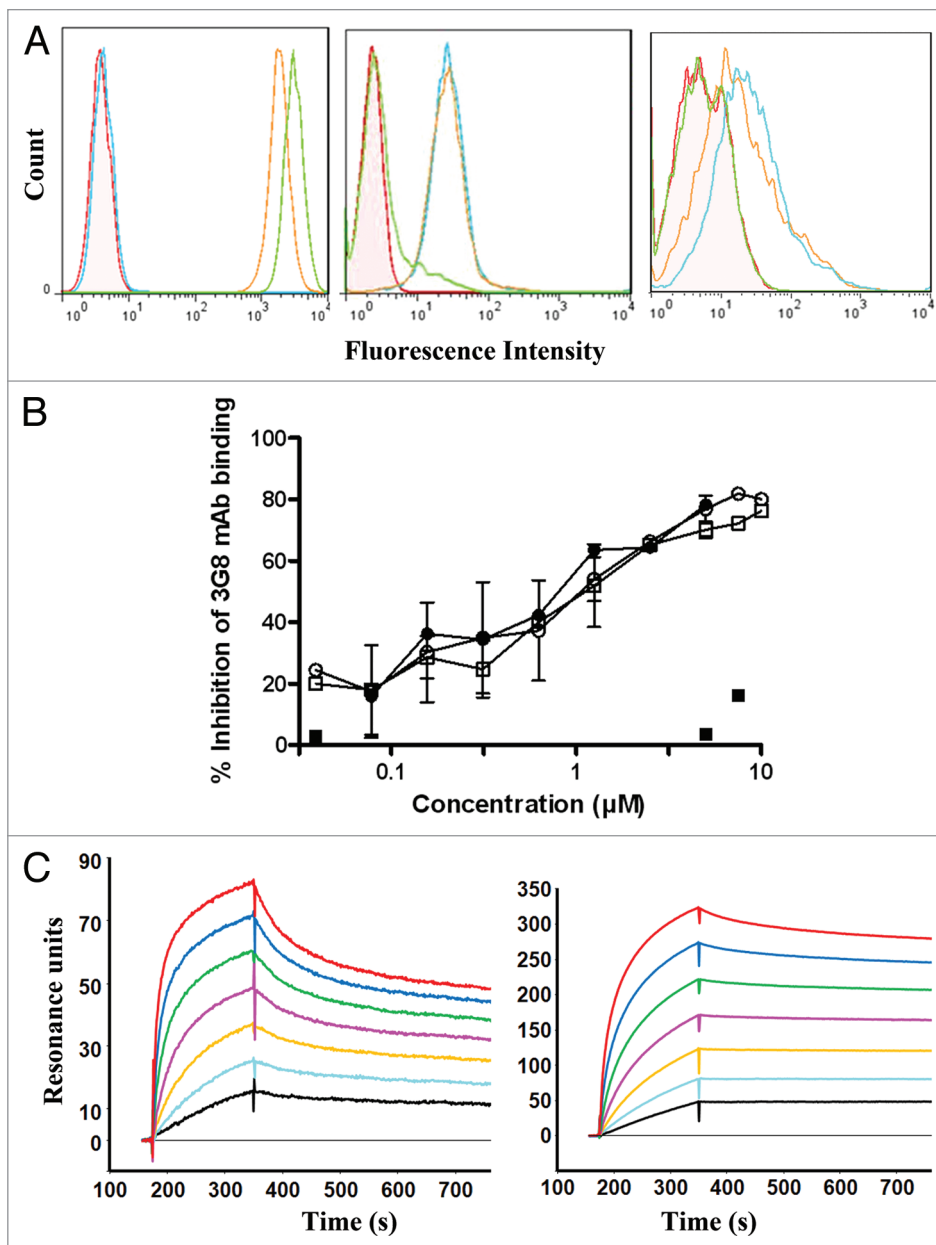 A
Count
0
10⁰ 10¹ 10² 10³ 10⁴
10⁰ 10¹ 10² 10³ 10⁴
10⁰ 10¹ 10² 10³ 10⁴
Fluorescence Intensity
B
% Inhibition of 3G8 mAb binding
100
80
60
40
20
0
0.1 1 10
Concentration (µM)
C
Resonance units
90
70
50
30
10
0
100 200 300 400 500 600 700
Time (s)
350
300
250
200
150
100
50
0
100 200 300 400 500 600 700
Time (s)